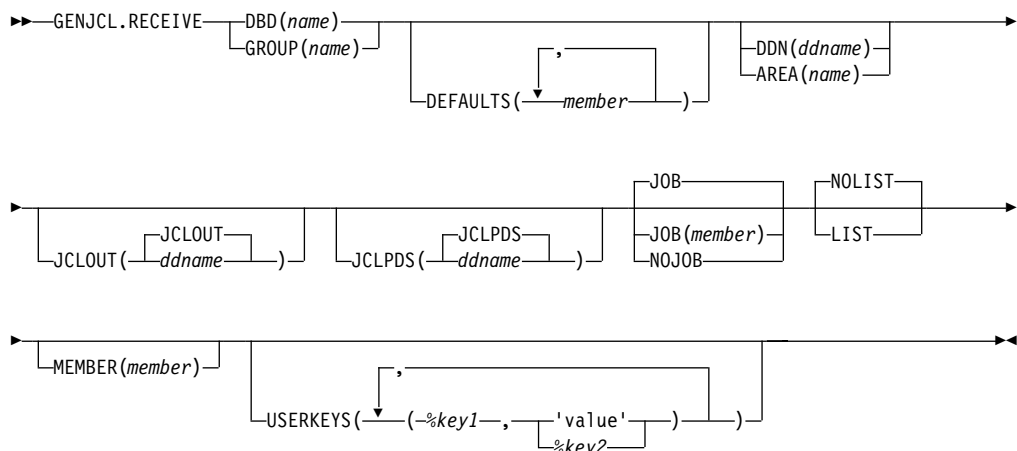 GENJCL.RECEIVE DBD(name)
GROUP(name)
DEFAULTS( , member )
DDN(ddname)
AREA(name)
JCLOUT( JCLOUT
ddname )
JCLPDS( JCLPDS
ddname )
JOB
JOB(member)
NOJOB
NOLIST
LIST
MEMBER(member)
USERKEYS( , (%key1 , 'value' ) )
%key2